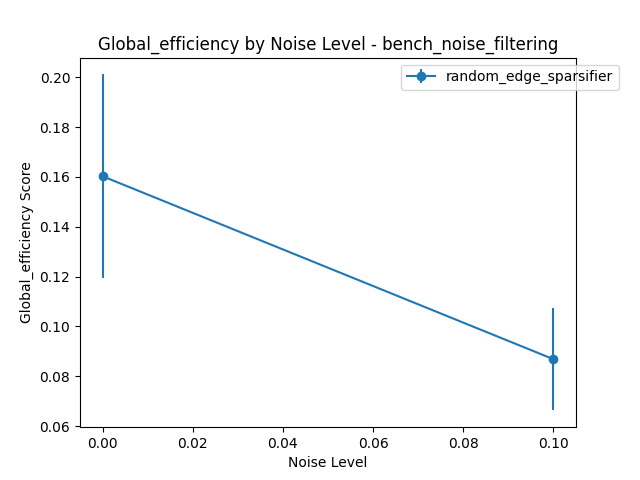 Global_efficiency by Noise Level - bench_noise_filtering
random_edge_sparsifier
Global_efficiency Score
0.20
0.18
0.16
0.14
0.12
0.10
0.08
0.06
0.00 0.02 0.04 0.06 0.08 0.10
Noise Level